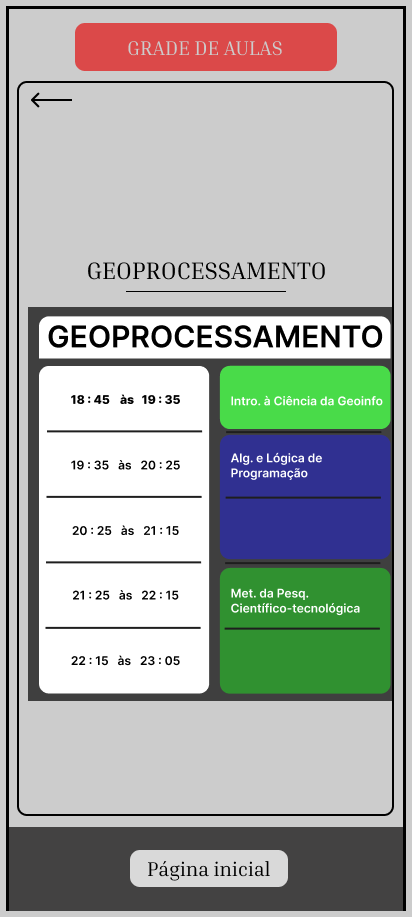 GRADE DE AULAS
GEOPROCESSAMENTO
GEOPROCESSAMENTO
18:45 às 19:35
Intro. à Ciência da Geoinfo
19:35 às 20:25
Alg. e Lógica de
Programação
20:25 às 21:15
21:25 às 22:15
Met. da Pesq.
Científico-tecnológica
22:15 às 23:05
Página inicial